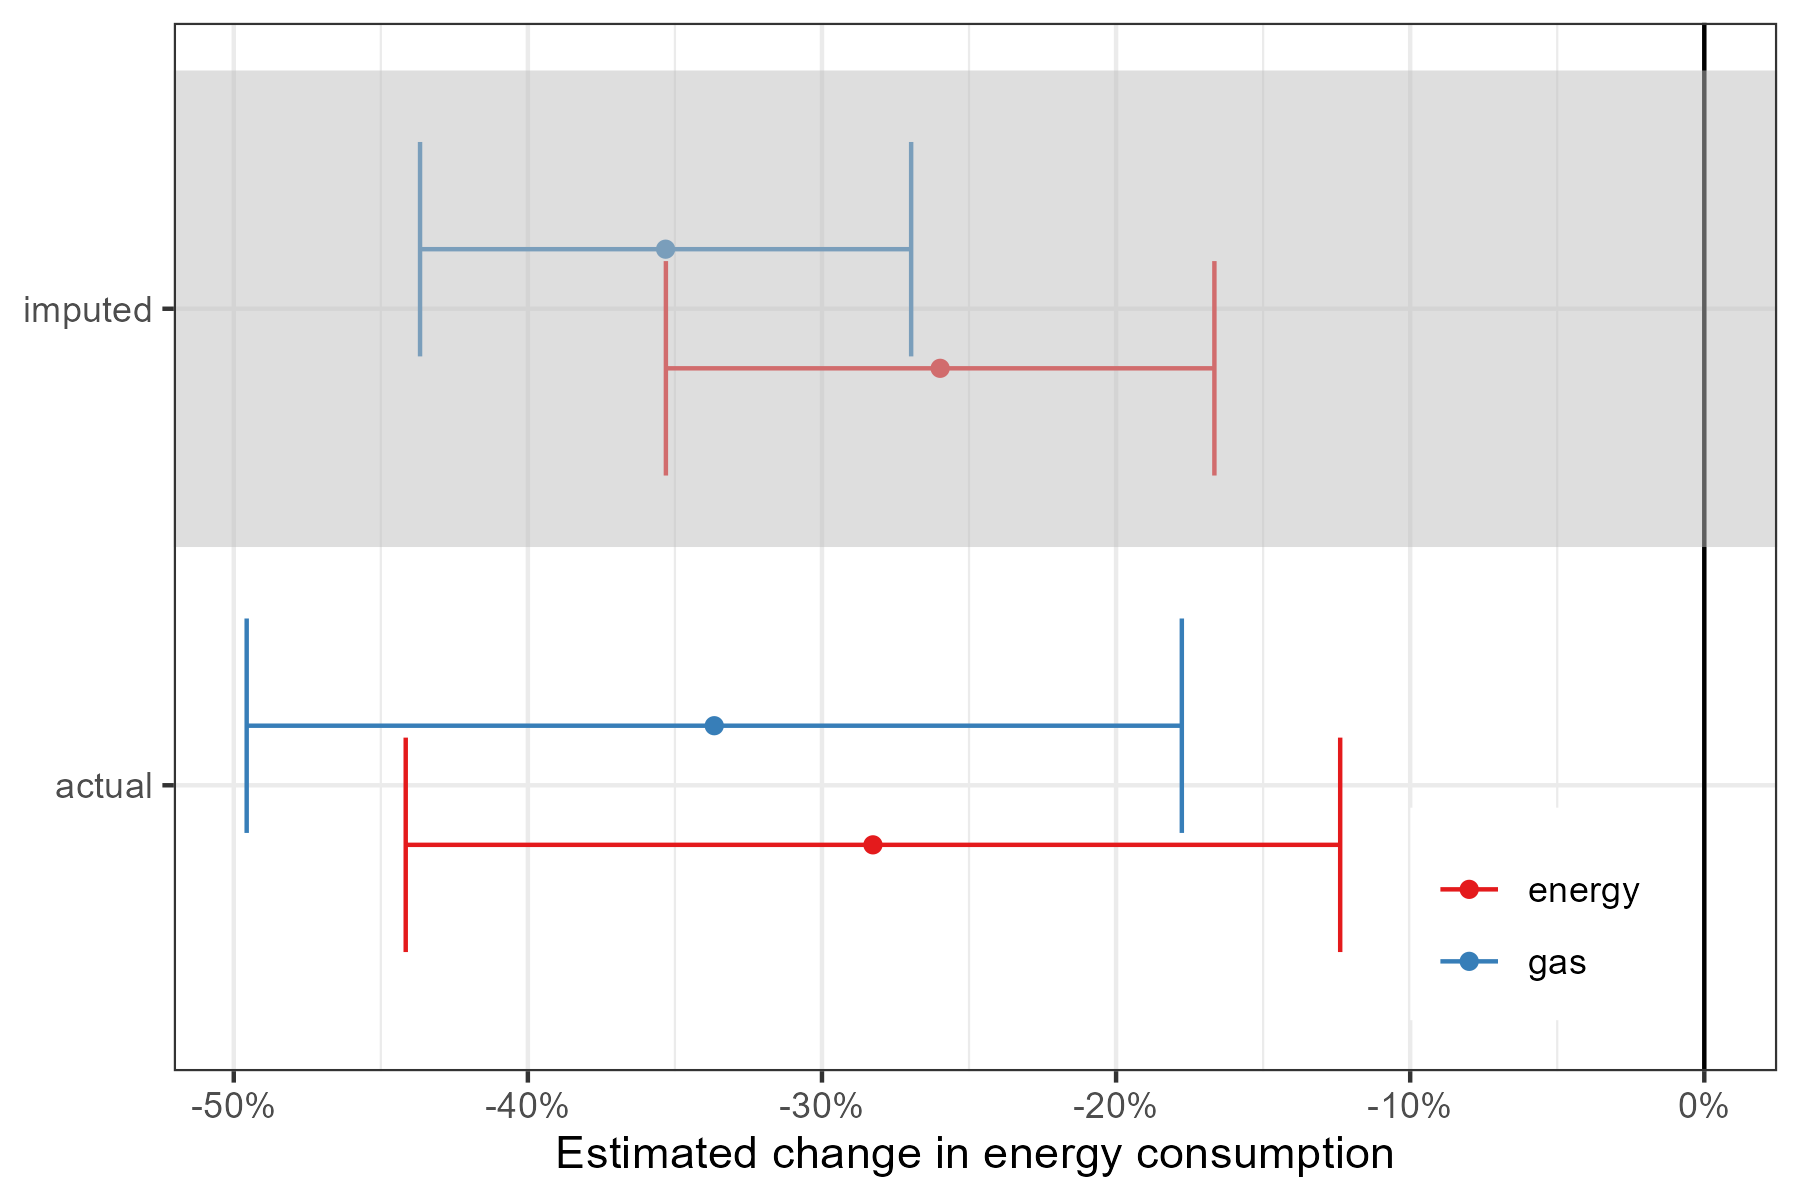 imputed
actual
energy
gas
-50% -40% -30% -20% -10% 0%
Estimated change in energy consumption